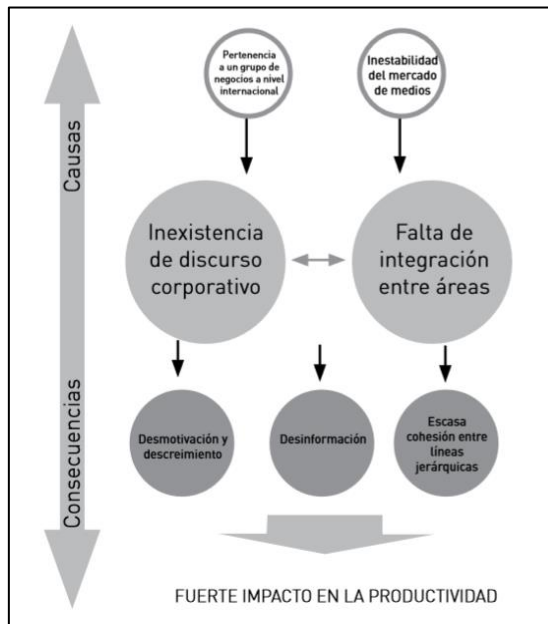 Pertenencia
a un grupo de
negocios a nivel
internacional
Inestabilidad
del mercado
de medios
Causas
Inexistencia
de discurso
corporativo
Falta de
integración
entre áreas
Consecuencias
Desmotivación y
descreimiento
Desinformación
Escasa
cohesión entre
líneas
jerárquicas
FUERTE IMPACTO EN LA PRODUCTIVIDAD